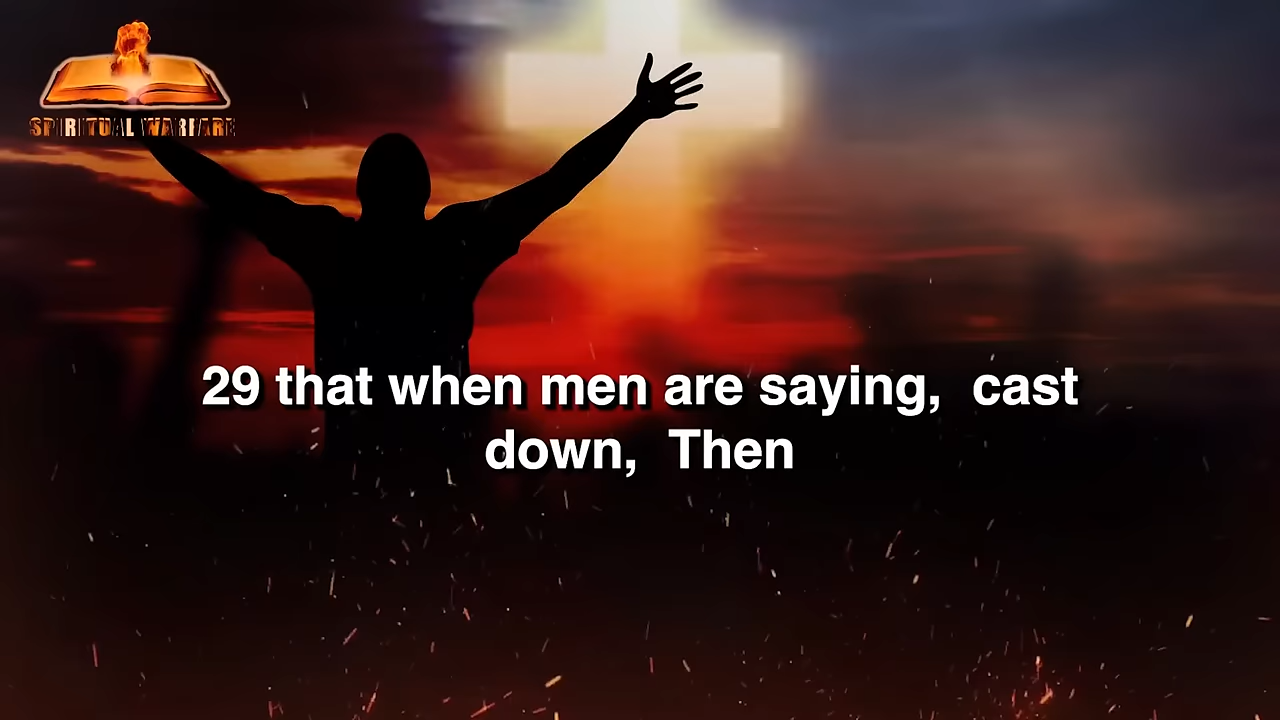 SPIRITUAL WARFARE
29 that when men are saying, cast
down, Then